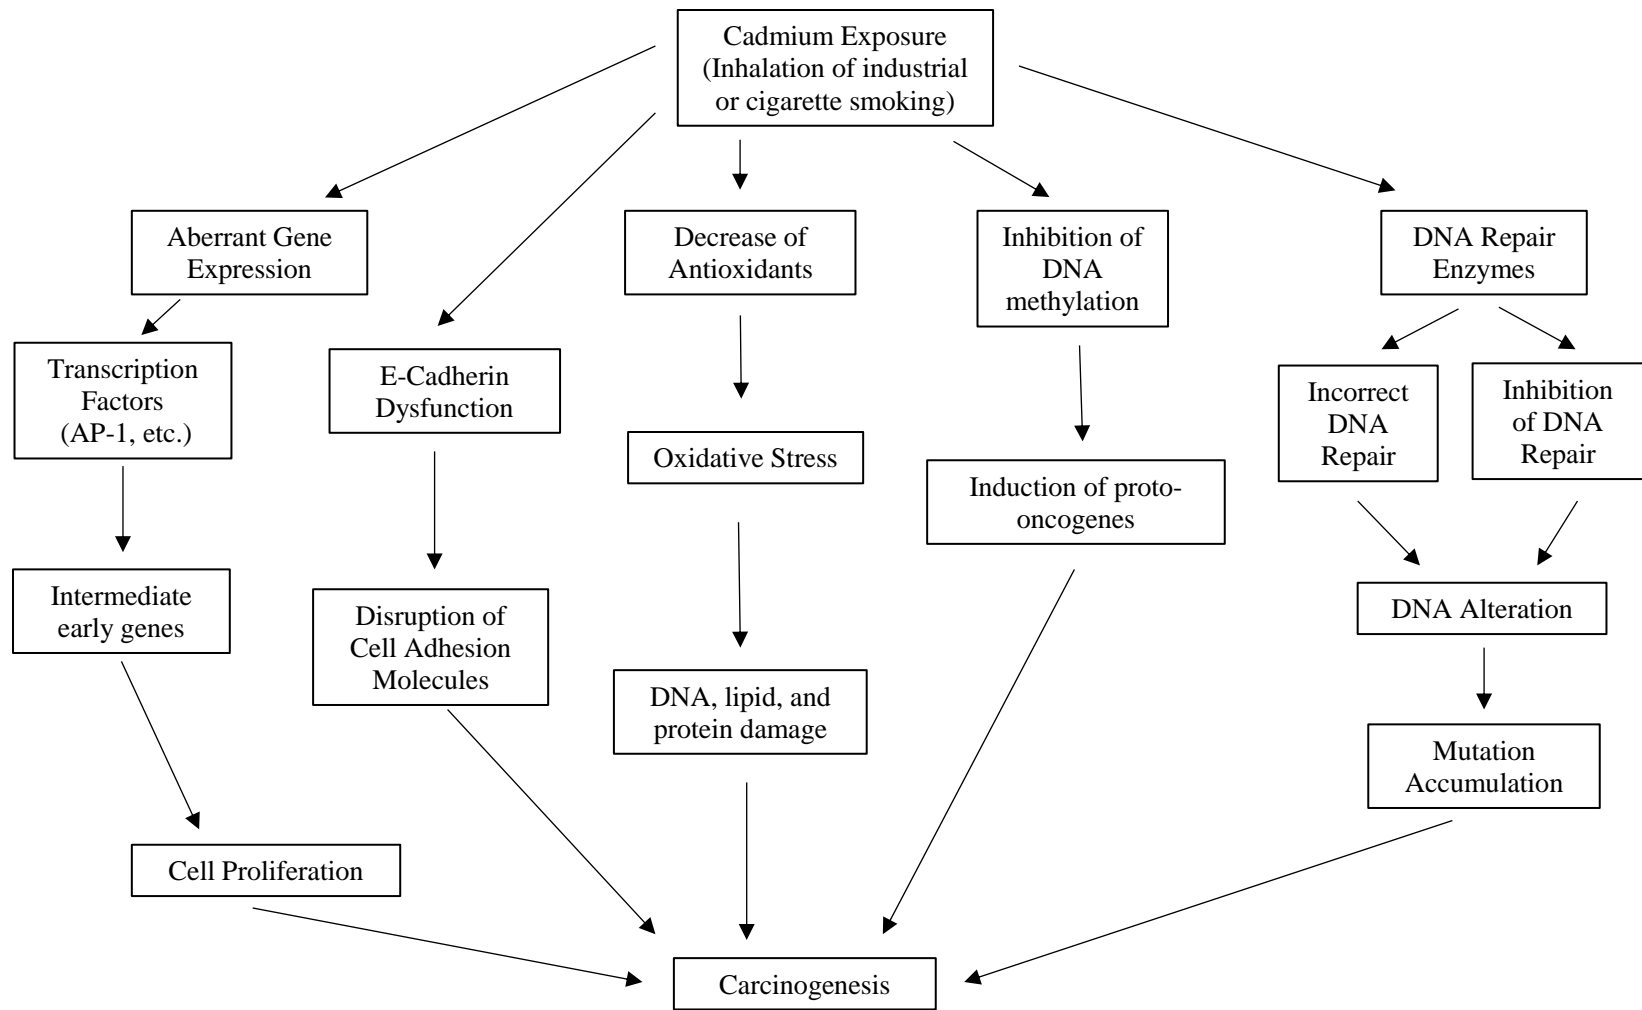 Cadmium Exposure
(Inhalation of industrial
or cigarette smoking)
Aberrant Gene
Expression
Decrease of
Antioxidants
Inhibition of
DNA
methylation
DNA Repair
Enzymes
Transcription
Factors
(AP-1, etc.)
E-Cadherin
Dysfunction
Oxidative Stress
Induction of proto-
oncogenes
Incorrect
DNA
Repair
Inhibition
of DNA
Repair
Intermediate
early genes
Disruption of
Cell Adhesion
Molecules
DNA, lipid, and
protein damage
DNA Alteration
Mutation
Accumulation
Cell Proliferation
Carcinogenesis